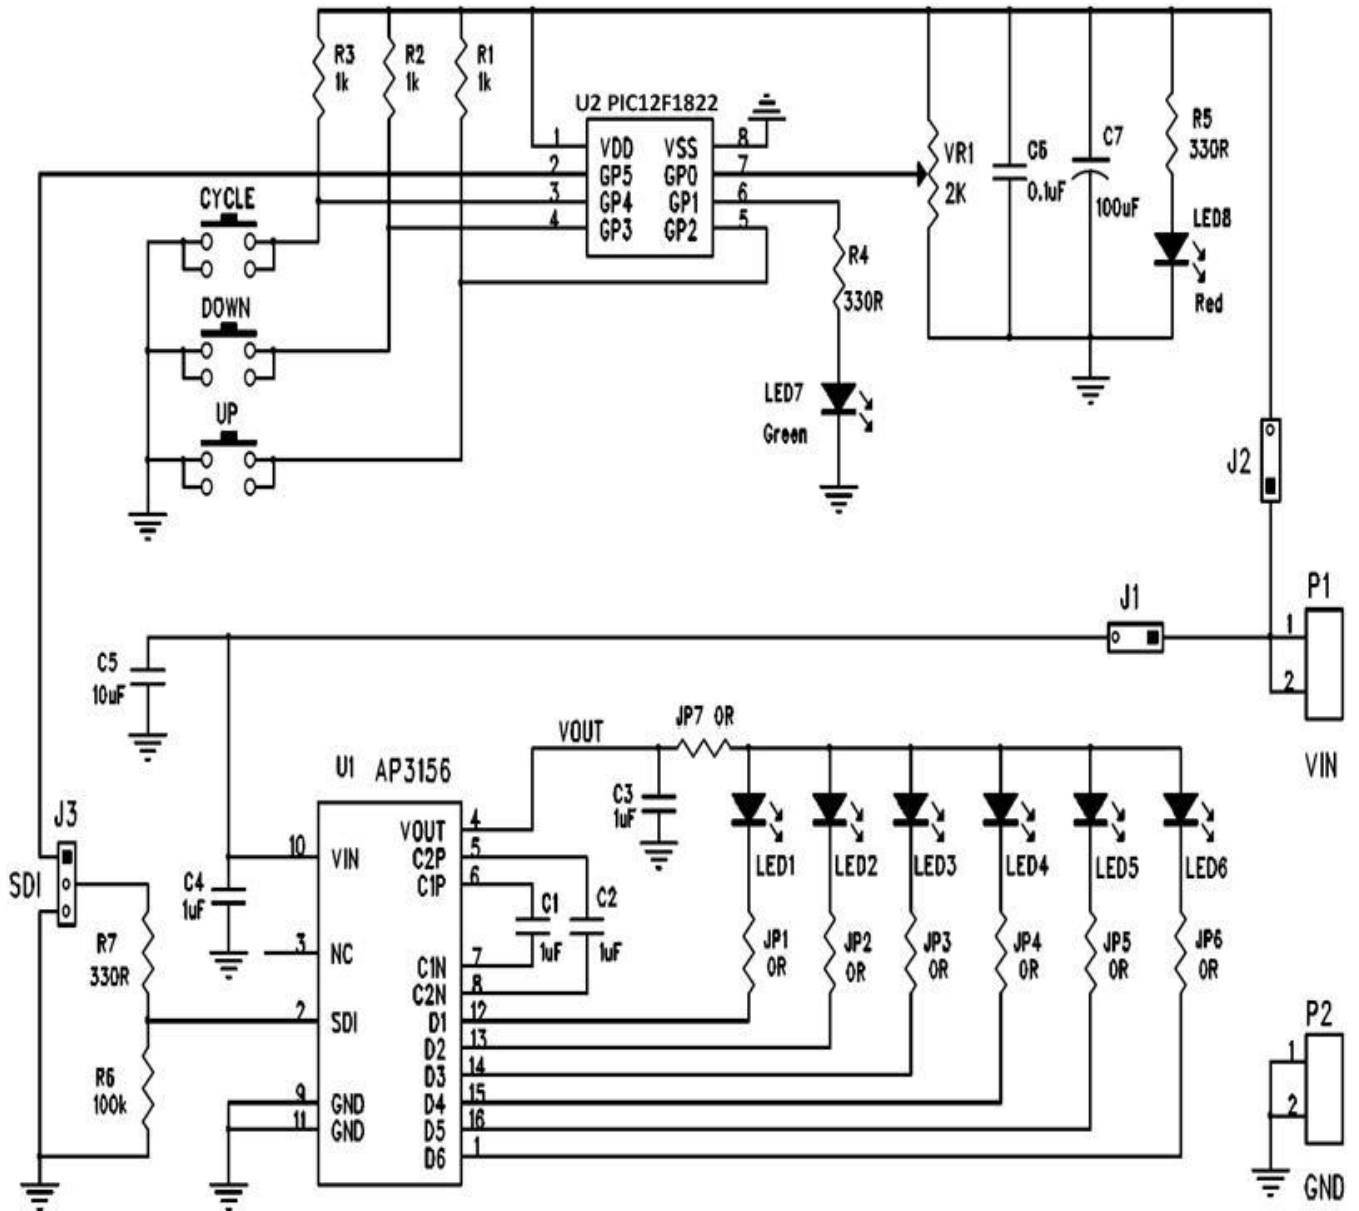 R3
1k
R2
1k
R1
1k
U2 PIC12F1822
1 VDD VSS 8
2 GP5 GP0 7
3 GP4 GP1 6
4 GP3 GP2 5
CYCLE
DOWN
UP
VR1
2K
C6
0.1uF
C7
100uF
R5
330R
LED8
Red
R4
330R
LED7
Green
J2
J1
P1
1
2
VIN
C5
10uF
JP7 0R
VOUT
U1 AP3156
C3
1uF
J3
SDI
C4
1uF
R7
330R
R6
100k
10 VIN
3 NC
2 SDI
9 GND
11 GND
VOUT 4
C2P 5
C1P 6
C1N 7
C2N 8
D1 12
D2 13
D3 14
D4 15
D5 16
D6 1
C1
1uF
C2
1uF
LED1
LED2
LED3
LED4
LED5
LED6
JP1
0R
JP2
0R
JP3
0R
JP4
0R
JP5
0R
JP6
0R
P2
1
2
GND